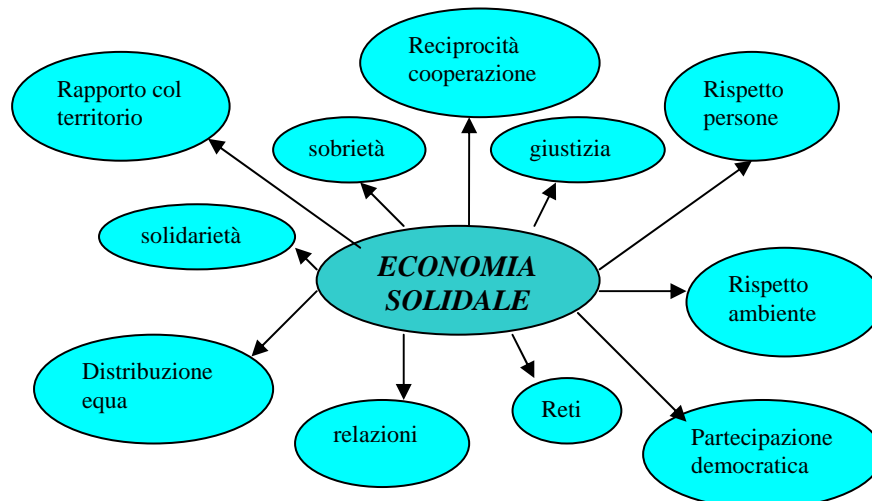 Reciprocità
cooperazione
Rapporto col
territorio
Rispetto
persone
sobrietà
giustizia
solidarietà
ECONOMIA
SOLIDALE
Rispetto
ambiente
Distribuzione
equa
relazioni
Reti
Partecipazione
democratica